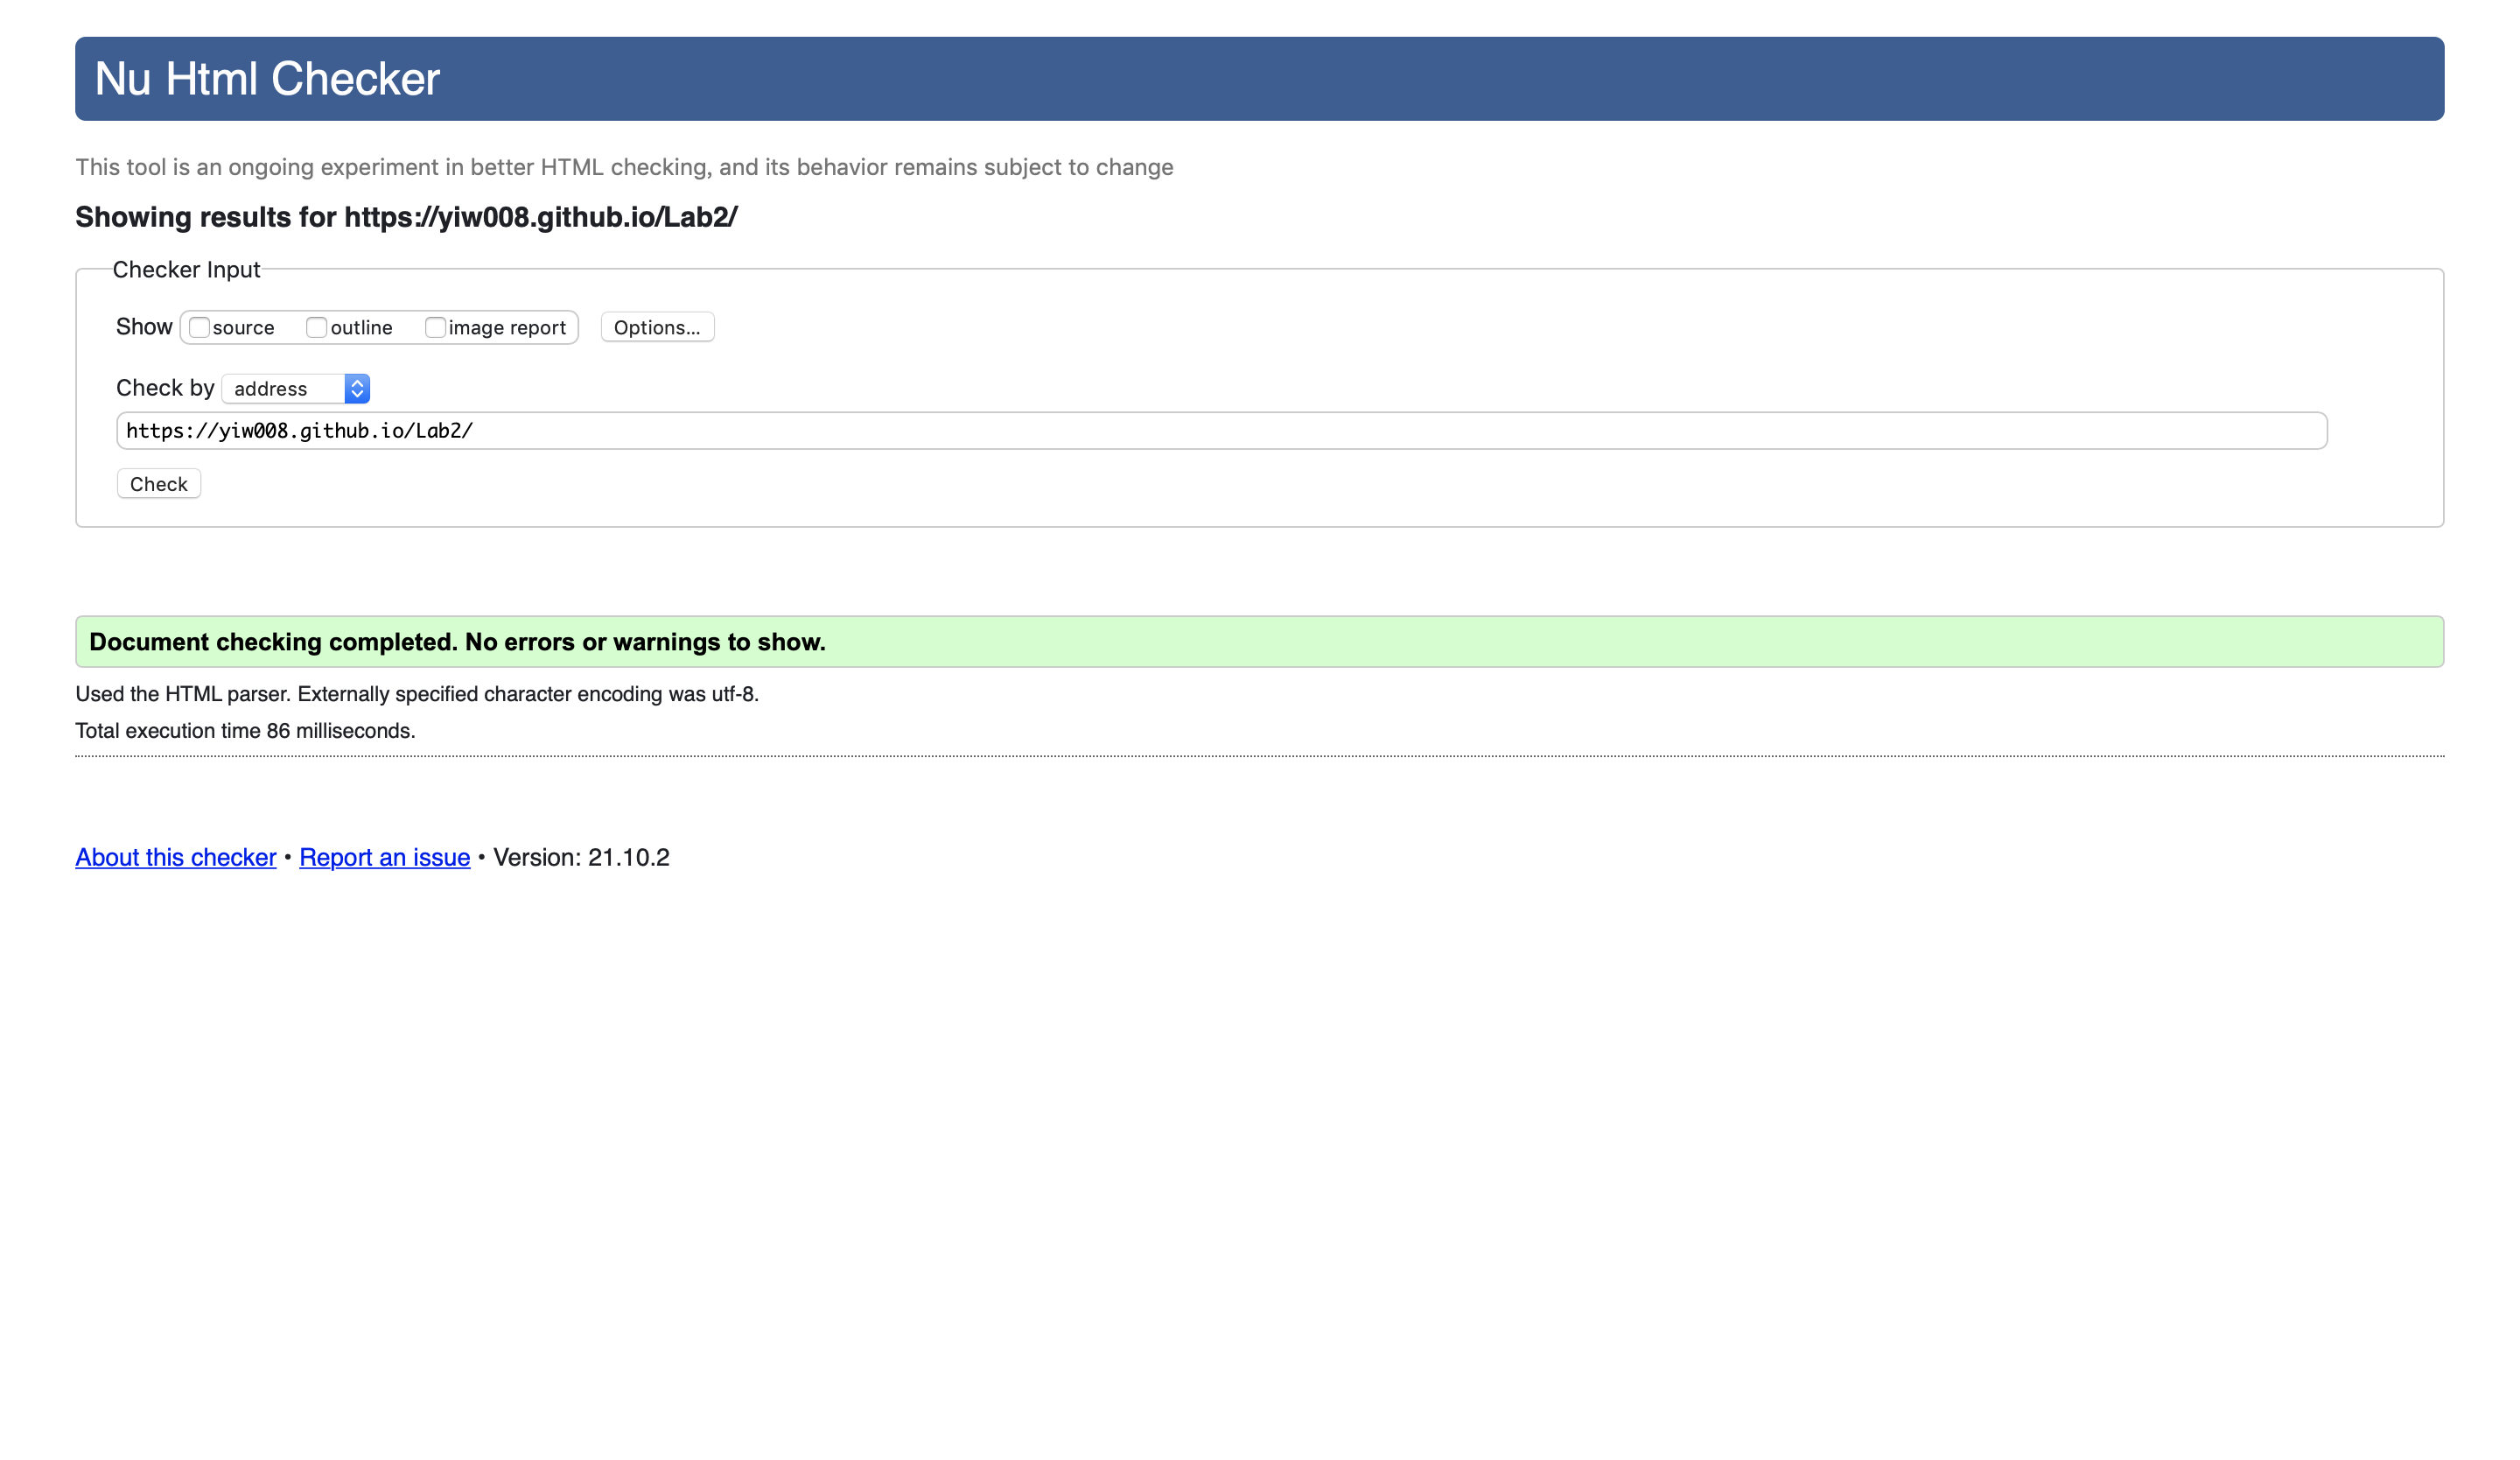 Nu Html Checker
This tool is an ongoing experiment in better HTML checking, and its behavior remains subject to change
Showing results for https://yiw008.github.io/Lab2/
Checker Input
Show source outline image report Options...
Check by address
https://yiw008.github.io/Lab2/
Check
Document checking completed. No errors or warnings to show.
Used the HTML parser. Externally specified character encoding was utf-8.
Total execution time 86 milliseconds.
About this checker • Report an issue • Version: 21.10.2